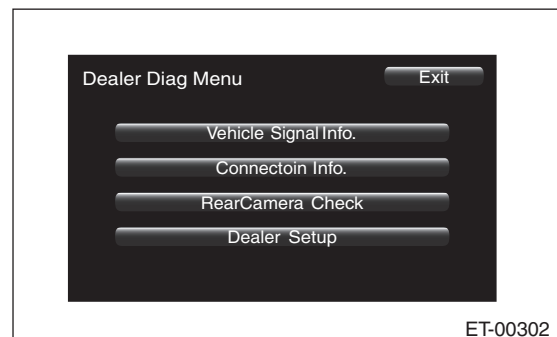 Dealer Diag Menu Exit
Vehicle Signal Info.
Connectoin Info.
RearCamera Check
Dealer Setup
ET-00302